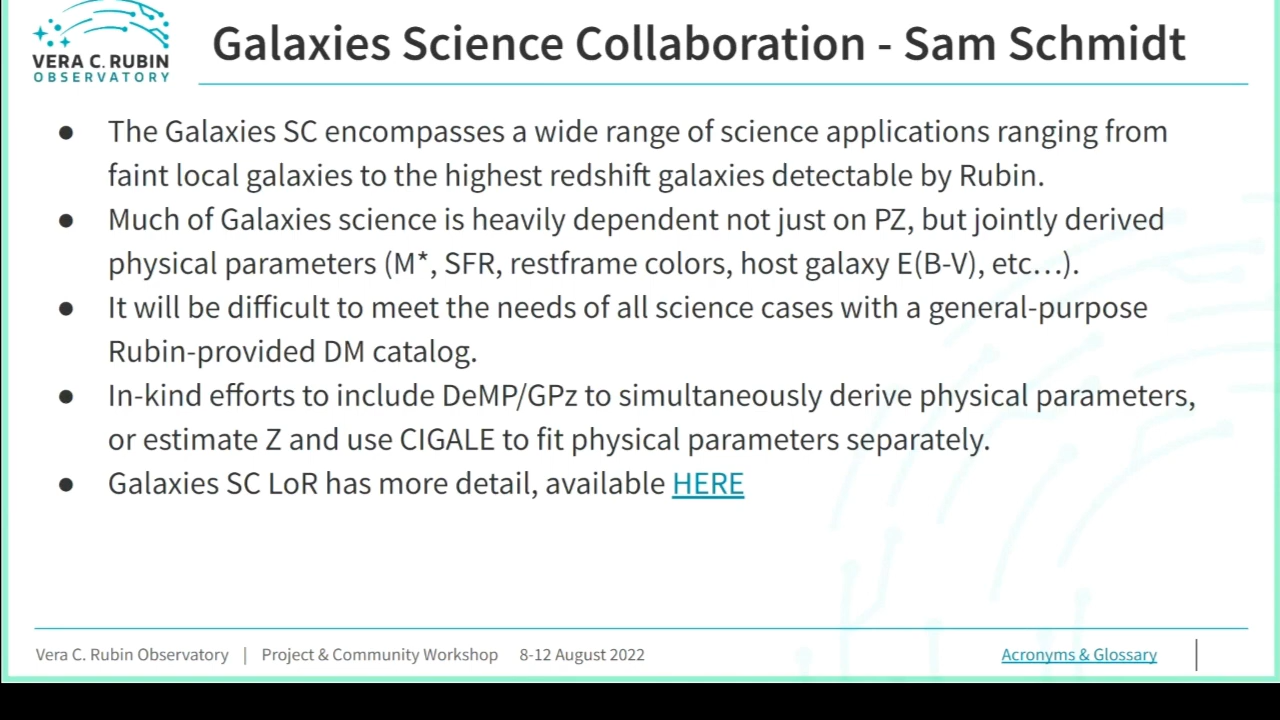 VERA C. RUBIN
OBSERVATORY
Galaxies Science Collaboration - Sam Schmidt
● The Galaxies SC encompasses a wide range of science applications ranging from
faint local galaxies to the highest redshift galaxies detectable by Rubin.
● Much of Galaxies science is heavily dependent not just on PZ, but jointly derived
physical parameters (M*, SFR, restframe colors, host galaxy E(B-V), etc…).
● It will be difficult to meet the needs of all science cases with a general-purpose
Rubin-provided DM catalog.
● In-kind efforts to include DeMP/GPz to simultaneously derive physical parameters,
or estimate Z and use CIGALE to fit physical parameters separately.
● Galaxies SC LoR has more detail, available HERE
Vera C. Rubin Observatory | Project & Community Workshop 8-12 August 2022 Acronyms & Glossary |